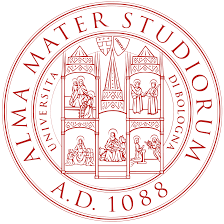 ALMA MATER STUDIORUM
A.D. 1088
UNIVERSITÀ
DI BOLOGNA